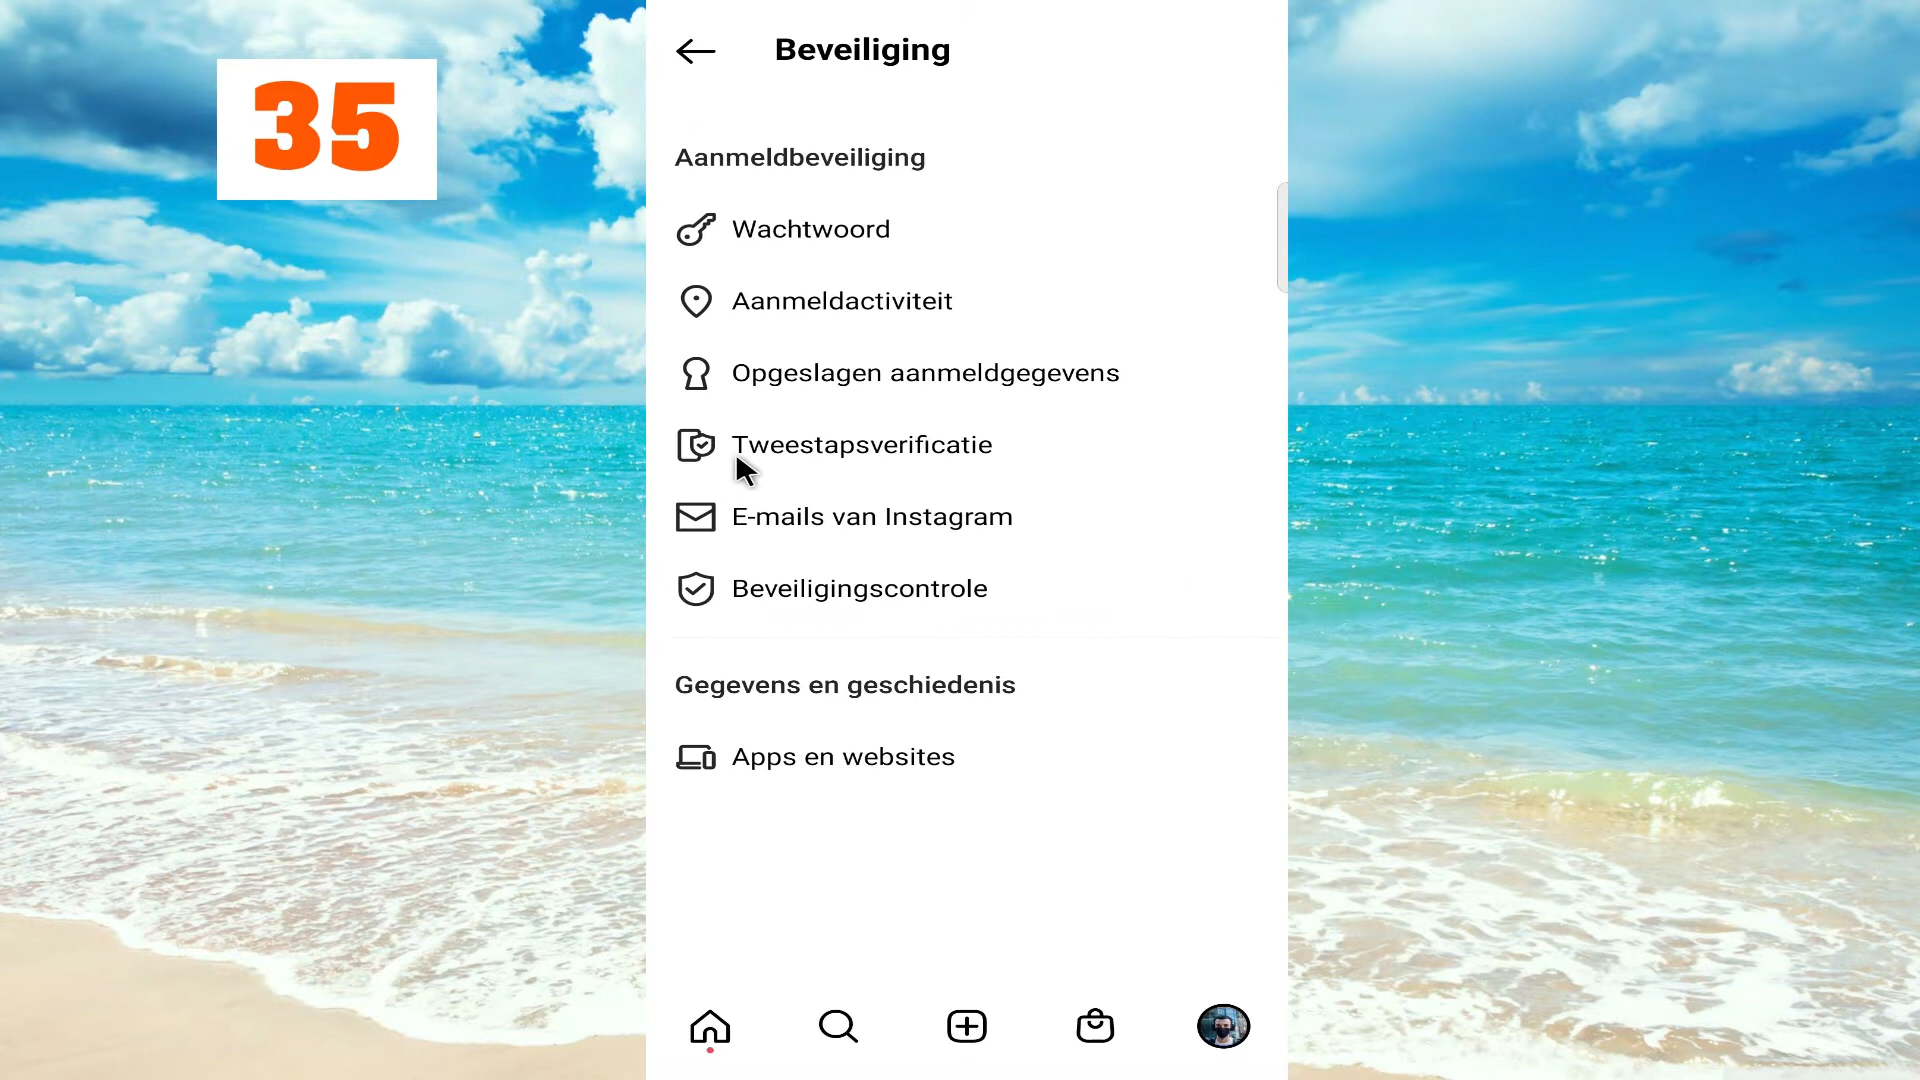 35
Beveiliging
Aanmeldbeveiliging
Wachtwoord
Aanmeldactiviteit
Opgeslagen aanmeldgegevens
Tweestapsverificatie
E-mails van Instagram
Beveiligingscontrole
Gegevens en geschiedenis
Apps en websites